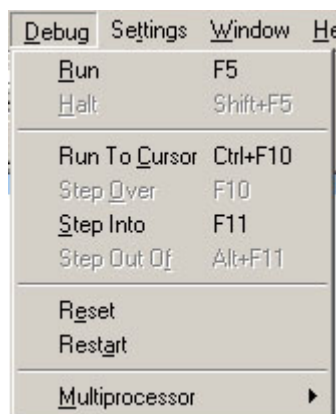 Debug Settings Window He
Run F5
Halt Shift+F5
Run To Cursor Ctrl+F10
Step Over F10
Step Into F11
Step Out Of Alt+F11
Reset
Restart
Multiprocessor